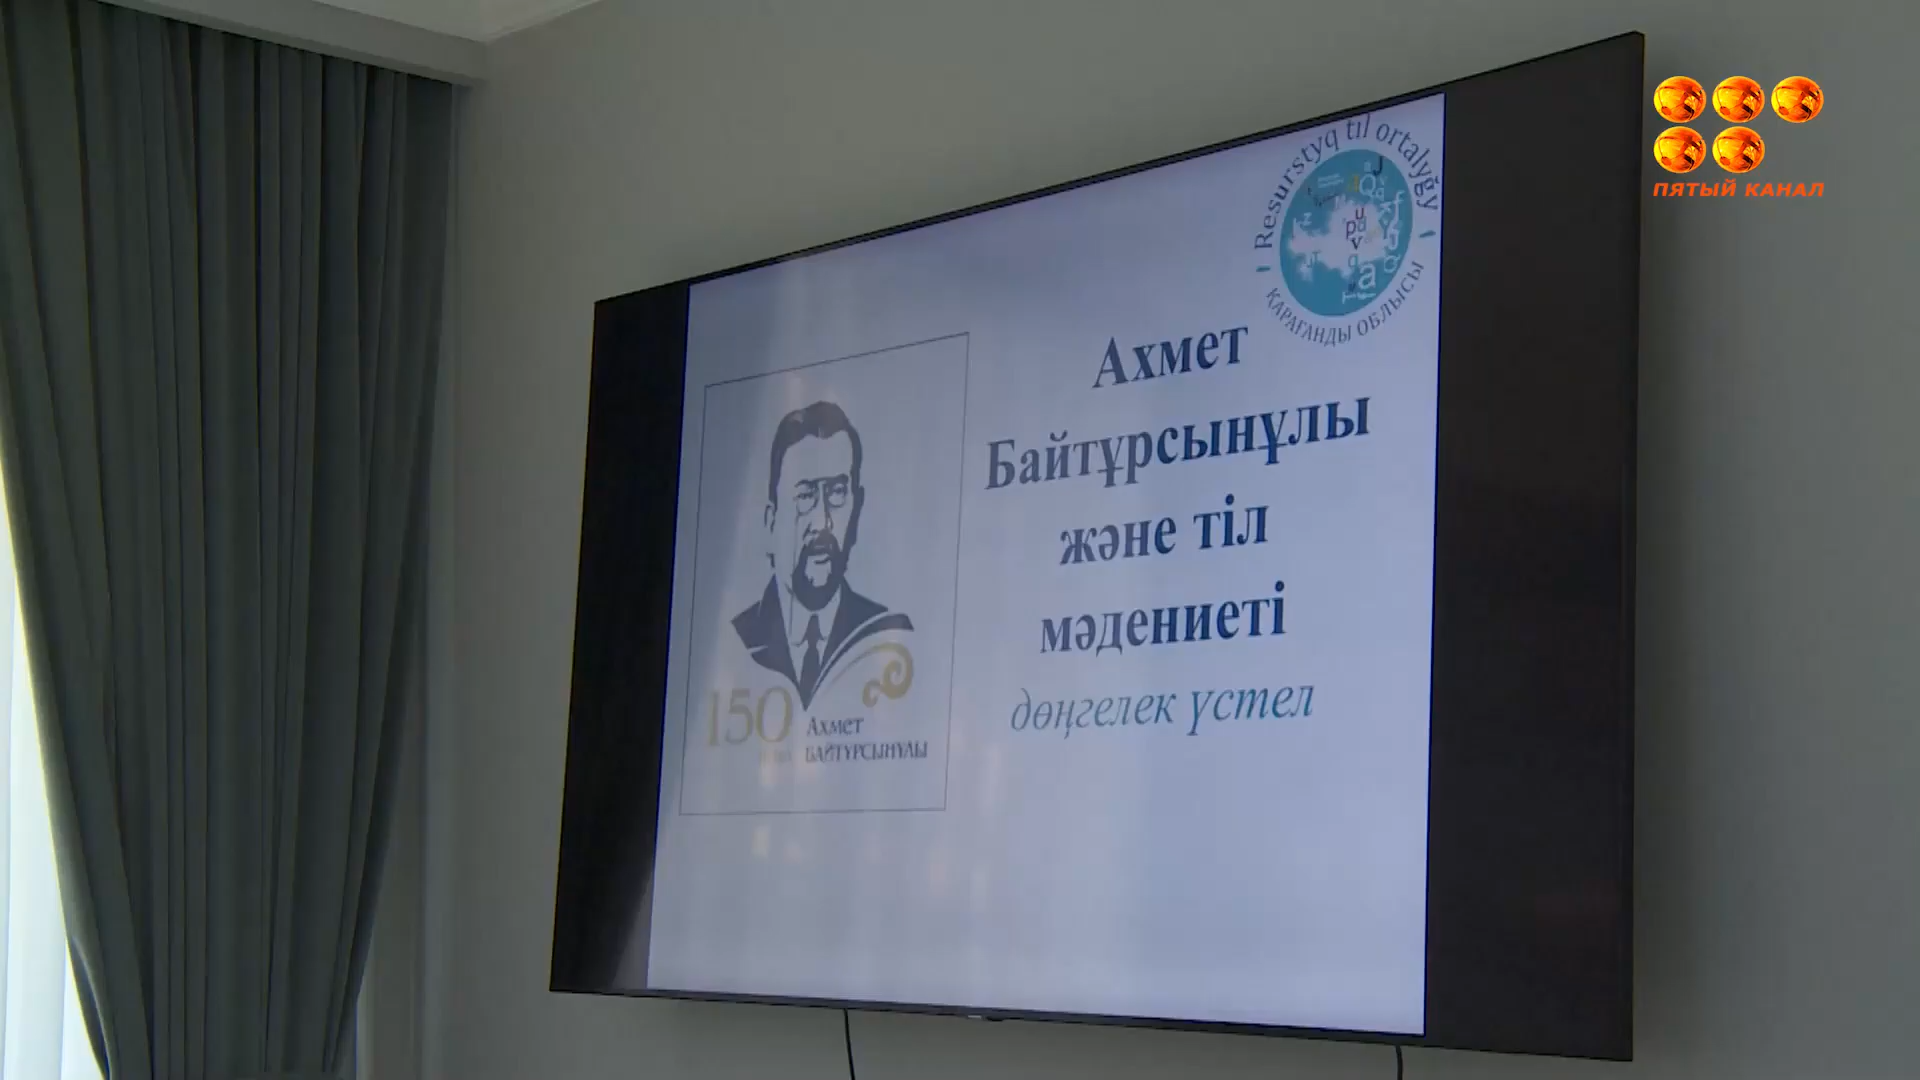 ПЯТЫЙ КАНАЛ
Resurstyq til ortalyğy
ҚАРАҒАНДЫ ОБЛЫСЫ
Ахмет
Байтұрсынұлы
және тіл
мәдениеті
дөңгелек үстел
150
Ахмет
БАЙТҰРСЫНҰЛЫ